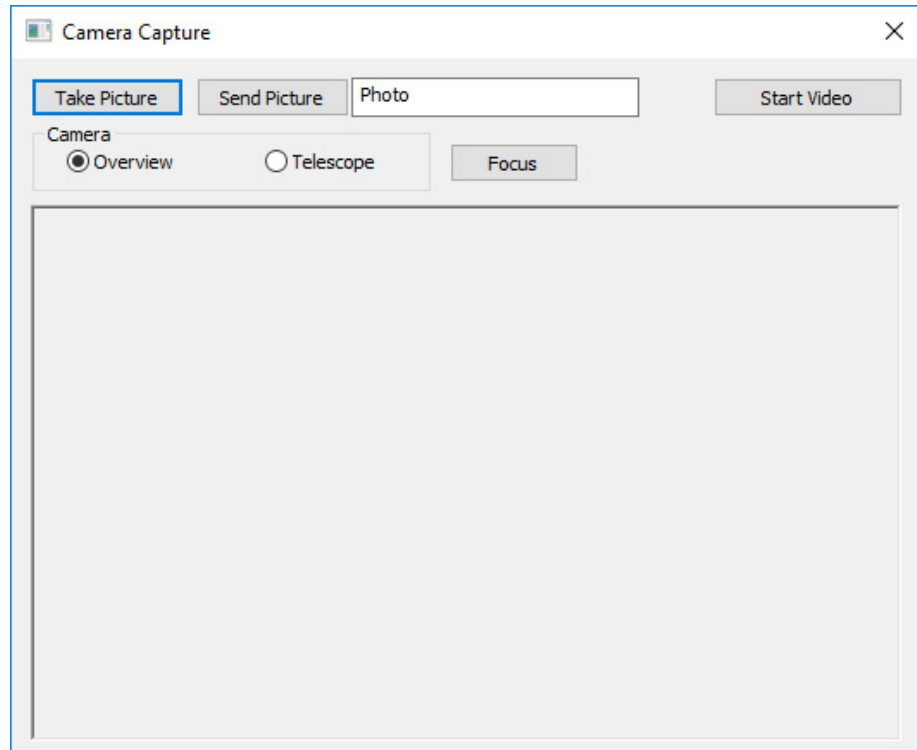 Camera Capture
Take Picture Send Picture Photo Start Video
Camera
Overview Telescope Focus